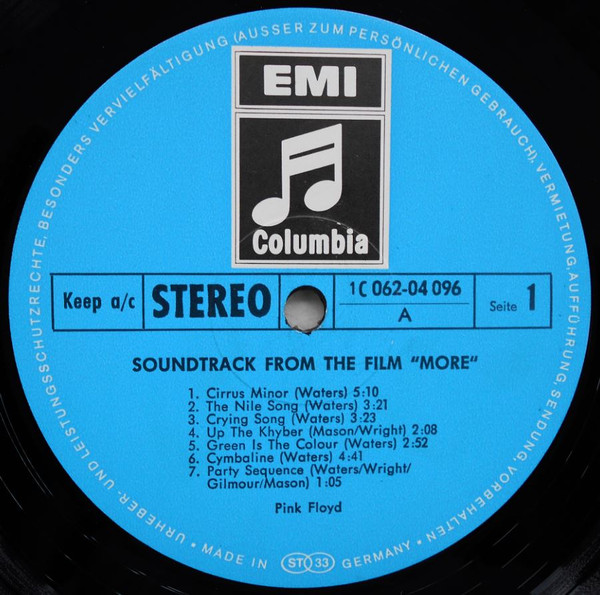 URHEBER- UND LEISTUNGSSCHUTZRECHTE, BESONDERS VERVIELFÄLTIGUNG (AUSSER ZUM PERSÖNLICHEN GEBRAUCH), VERMIETUNG, AUFFÜHRUNG, SENDUNG, VORBEHALTEN •
EMI
Columbia
Keep a/c
STEREO
1C 062-04 096
A
Seite 1
SOUNDTRACK FROM THE FILM "MORE"
1. Cirrus Minor (Waters) 5:10
2. The Nile Song (Waters) 3:21
3. Crying Song (Waters) 3:23
4. Up The Khyber (Mason/Wright) 2:08
5. Green Is The Colour (Waters) 2:52
6. Cymbaline (Waters) 4:41
7. Party Sequence (Waters/Wright/
Gilmour/Mason) 1:05
Pink Floyd
• MADE IN ST 33 GERMANY